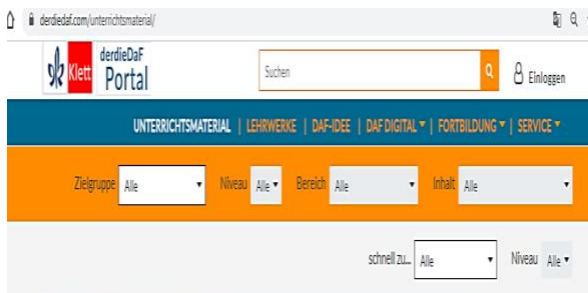 derdiedaf.com/unterrichtsmaterial/
Klett derdieDaF Portal
Suchen
Einloggen
UNTERRICHTSMATERIAL | LEHRWERKE | DAF-IDEE | DAF DIGITAL | FORTBILDUNG | SERVICE
Zielgruppe Alle Niveau Alle Bereich Alle Inhalt Alle
schnell zu... Alle Niveau Alle